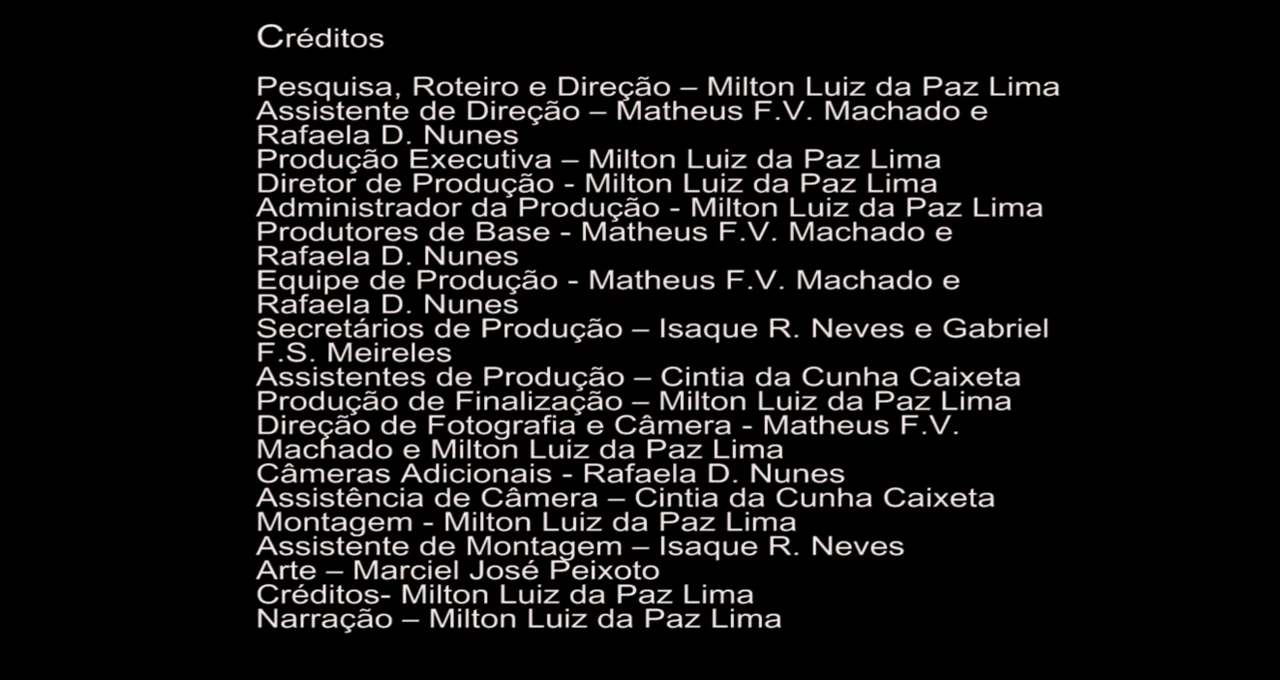 Créditos
Pesquisa, Roteiro e Direção – Milton Luiz da Paz Lima
Assistente de Direção – Matheus F.V. Machado e
Rafaela D. Nunes
Produção Executiva – Milton Luiz da Paz Lima
Diretor de Produção - Milton Luiz da Paz Lima
Administrador da Produção - Milton Luiz da Paz Lima
Produtores de Base - Matheus F.V. Machado e
Rafaela D. Nunes
Equipe de Produção - Matheus F.V. Machado e
Rafaela D. Nunes
Secretários de Produção – Isaque R. Neves e Gabriel
F.S. Meireles
Assistentes de Produção – Cintia da Cunha Caixeta
Produção de Finalização – Milton Luiz da Paz Lima
Direção de Fotografia e Câmera - Matheus F.V.
Machado e Milton Luiz da Paz Lima
Câmeras Adicionais - Rafaela D. Nunes
Assistência de Câmera – Cintia da Cunha Caixeta
Montagem - Milton Luiz da Paz Lima
Assistente de Montagem – Isaque R. Neves
Arte – Marciel José Peixoto
Créditos- Milton Luiz da Paz Lima
Narração – Milton Luiz da Paz Lima